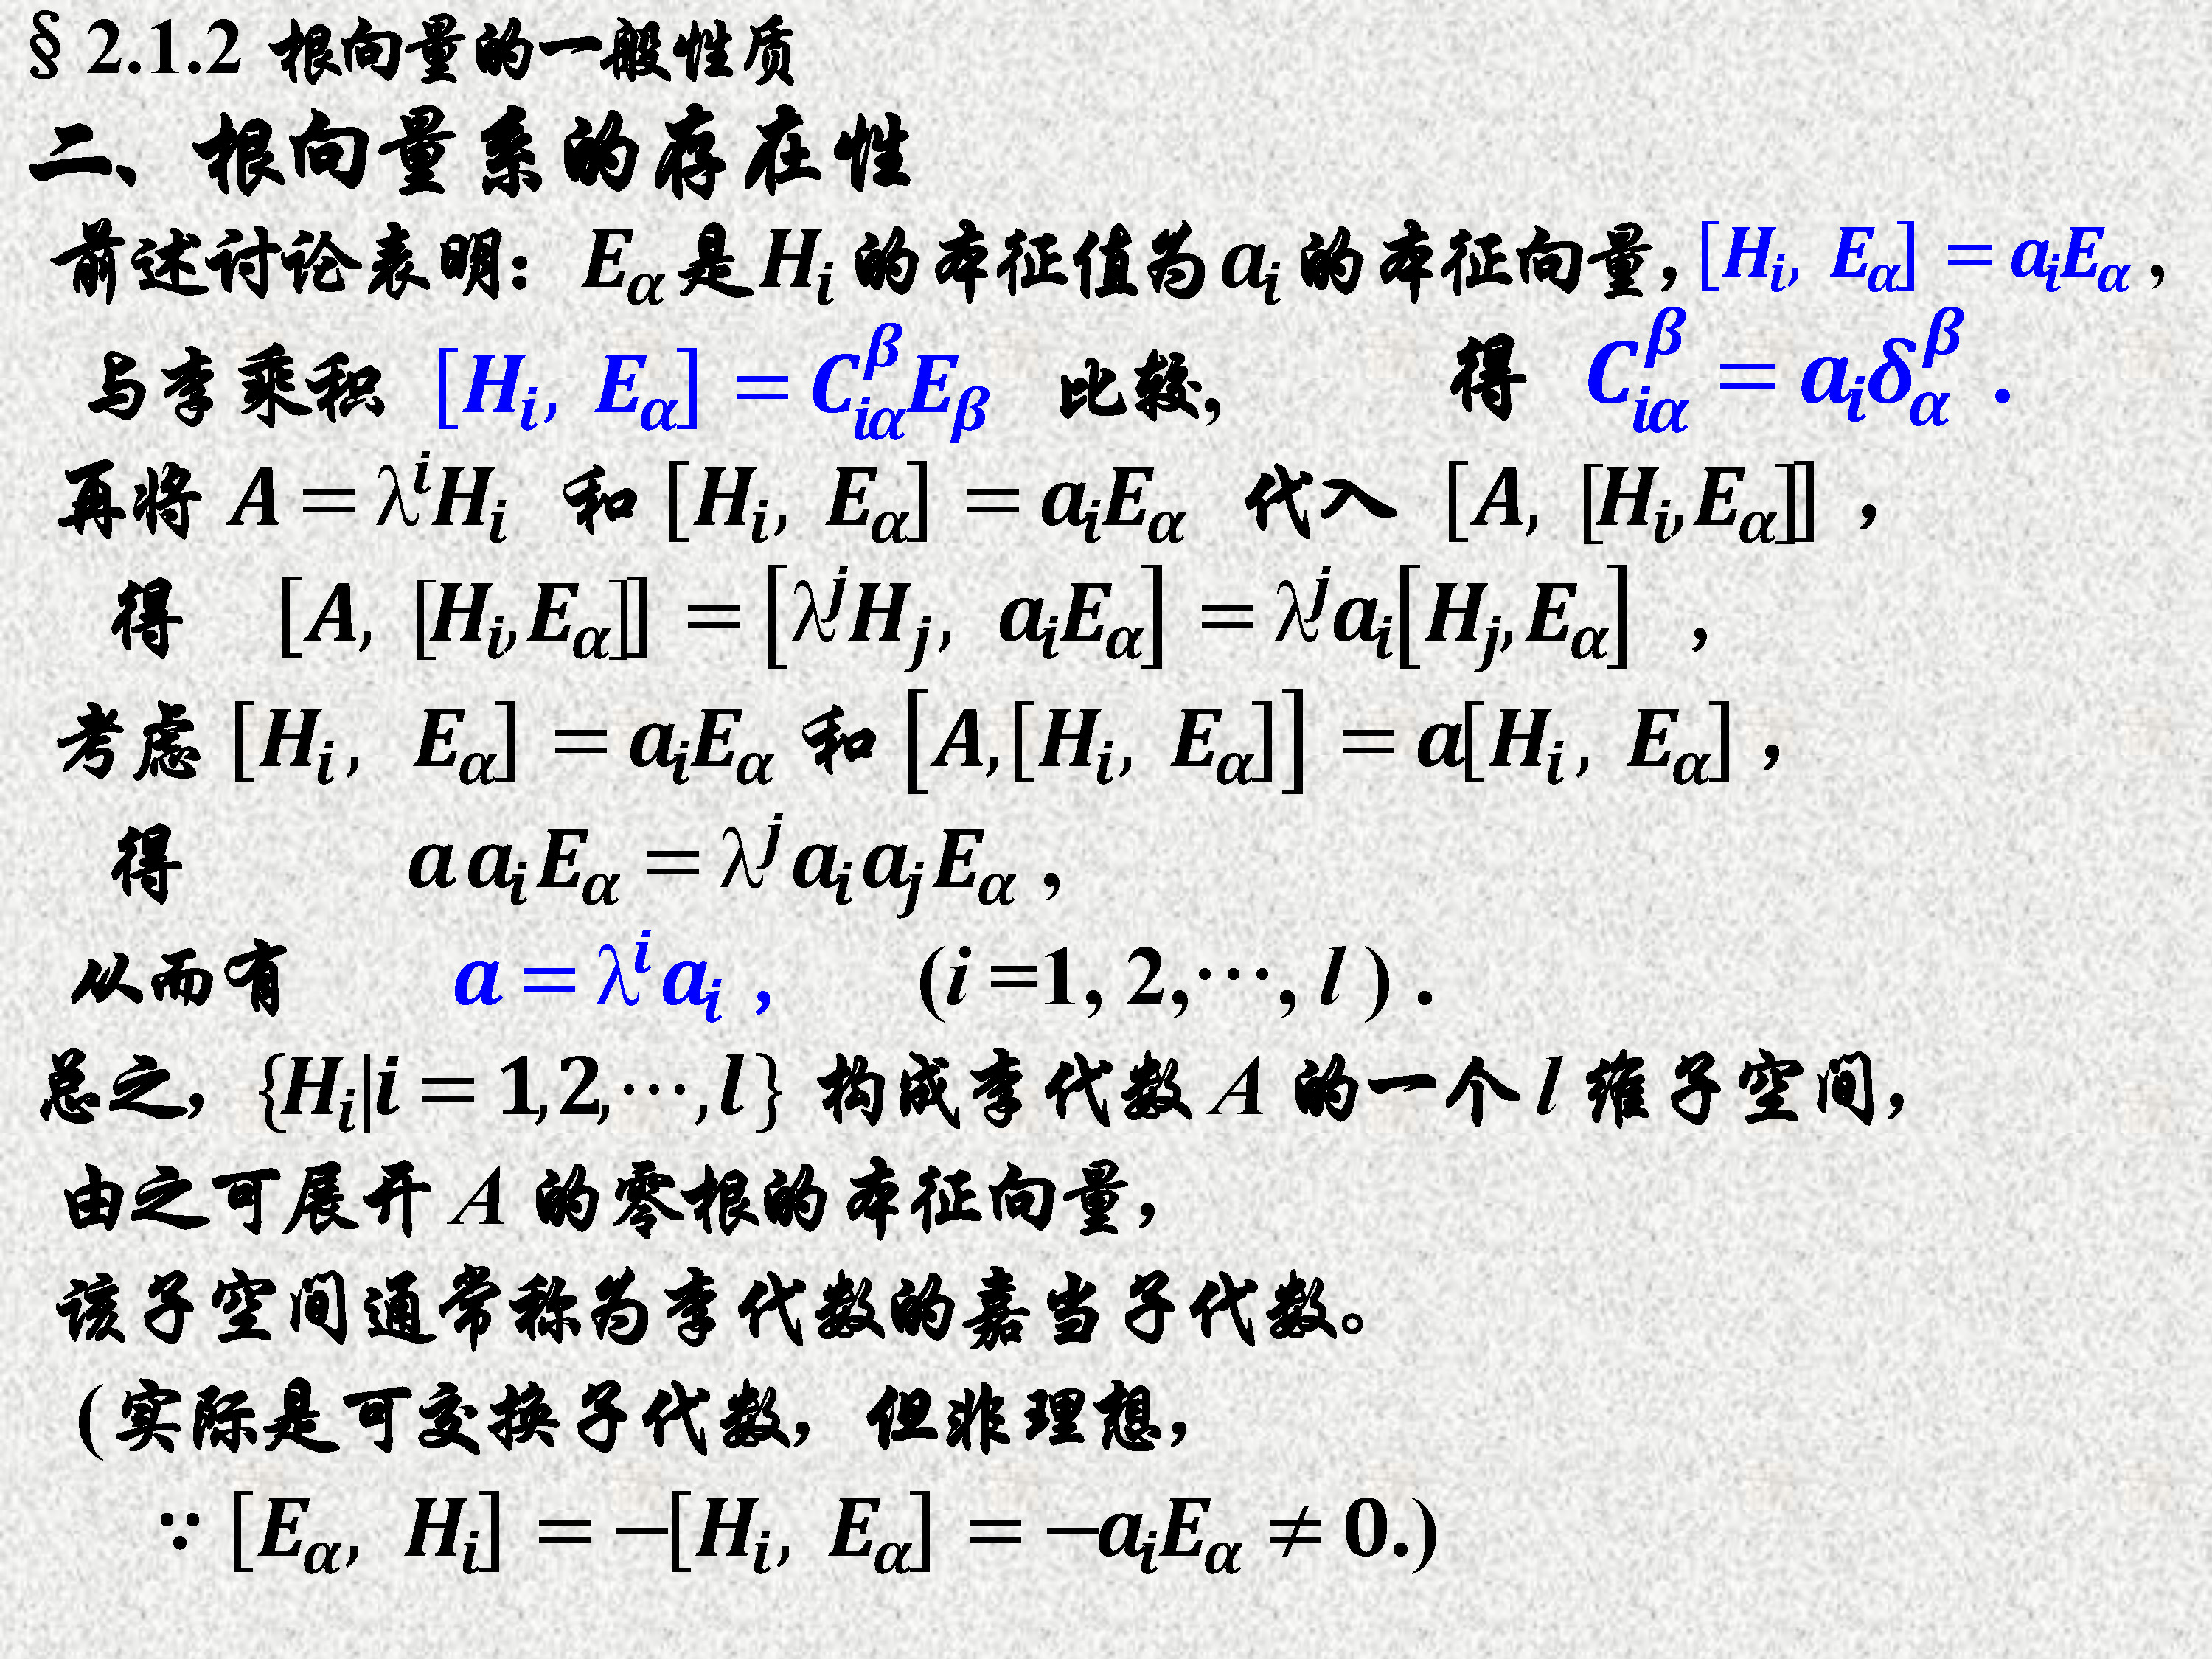 § 2.1.2 根向量的一般性质
二、根向量系的存在性
前述讨论表明：$E_\alpha$是$H_i$的本征值为$a_i$的本征向量，$[H_i, E_\alpha] = a_i E_\alpha$，
与李乘积 $[H_i, E_\alpha] = C_{i\alpha}^{\beta} E_\beta$ 比较， 得 $C_{i\alpha}^{\beta} = a_i \delta_\alpha^\beta$ .
再将 $A = \lambda^i H_i$ 和 $[H_i, E_\alpha] = a_i E_\alpha$ 代入 $[A, [H_i, E_\alpha]]$ ，
得 $[A, [H_i, E_\alpha]] = [\lambda^j H_j, a_i E_\alpha] = \lambda^j a_i [H_j, E_\alpha]$ ，
考虑 $[H_i, E_\alpha] = a_i E_\alpha$ 和 $[A, [H_i, E_\alpha]] = a[H_i, E_\alpha]$ ，
得 $a a_i E_\alpha = \lambda^j a_i a_j E_\alpha$ ,
从而有 $a = \lambda^i a_i$ , $(i = 1, 2, \cdots, l)$ .
总之，$\{H_i | i = 1, 2, \cdots, l\}$ 构成李代数 A 的一个 l 维子空间，
由之可展开 A 的零根的本征向量，
该子空间通常称为李代数的嘉当子代数。
(实际是可交换子代数，但非理想，
∵ $[E_\alpha, H_i] = -[H_i, E_\alpha] = -a_i E_\alpha \neq 0$.)